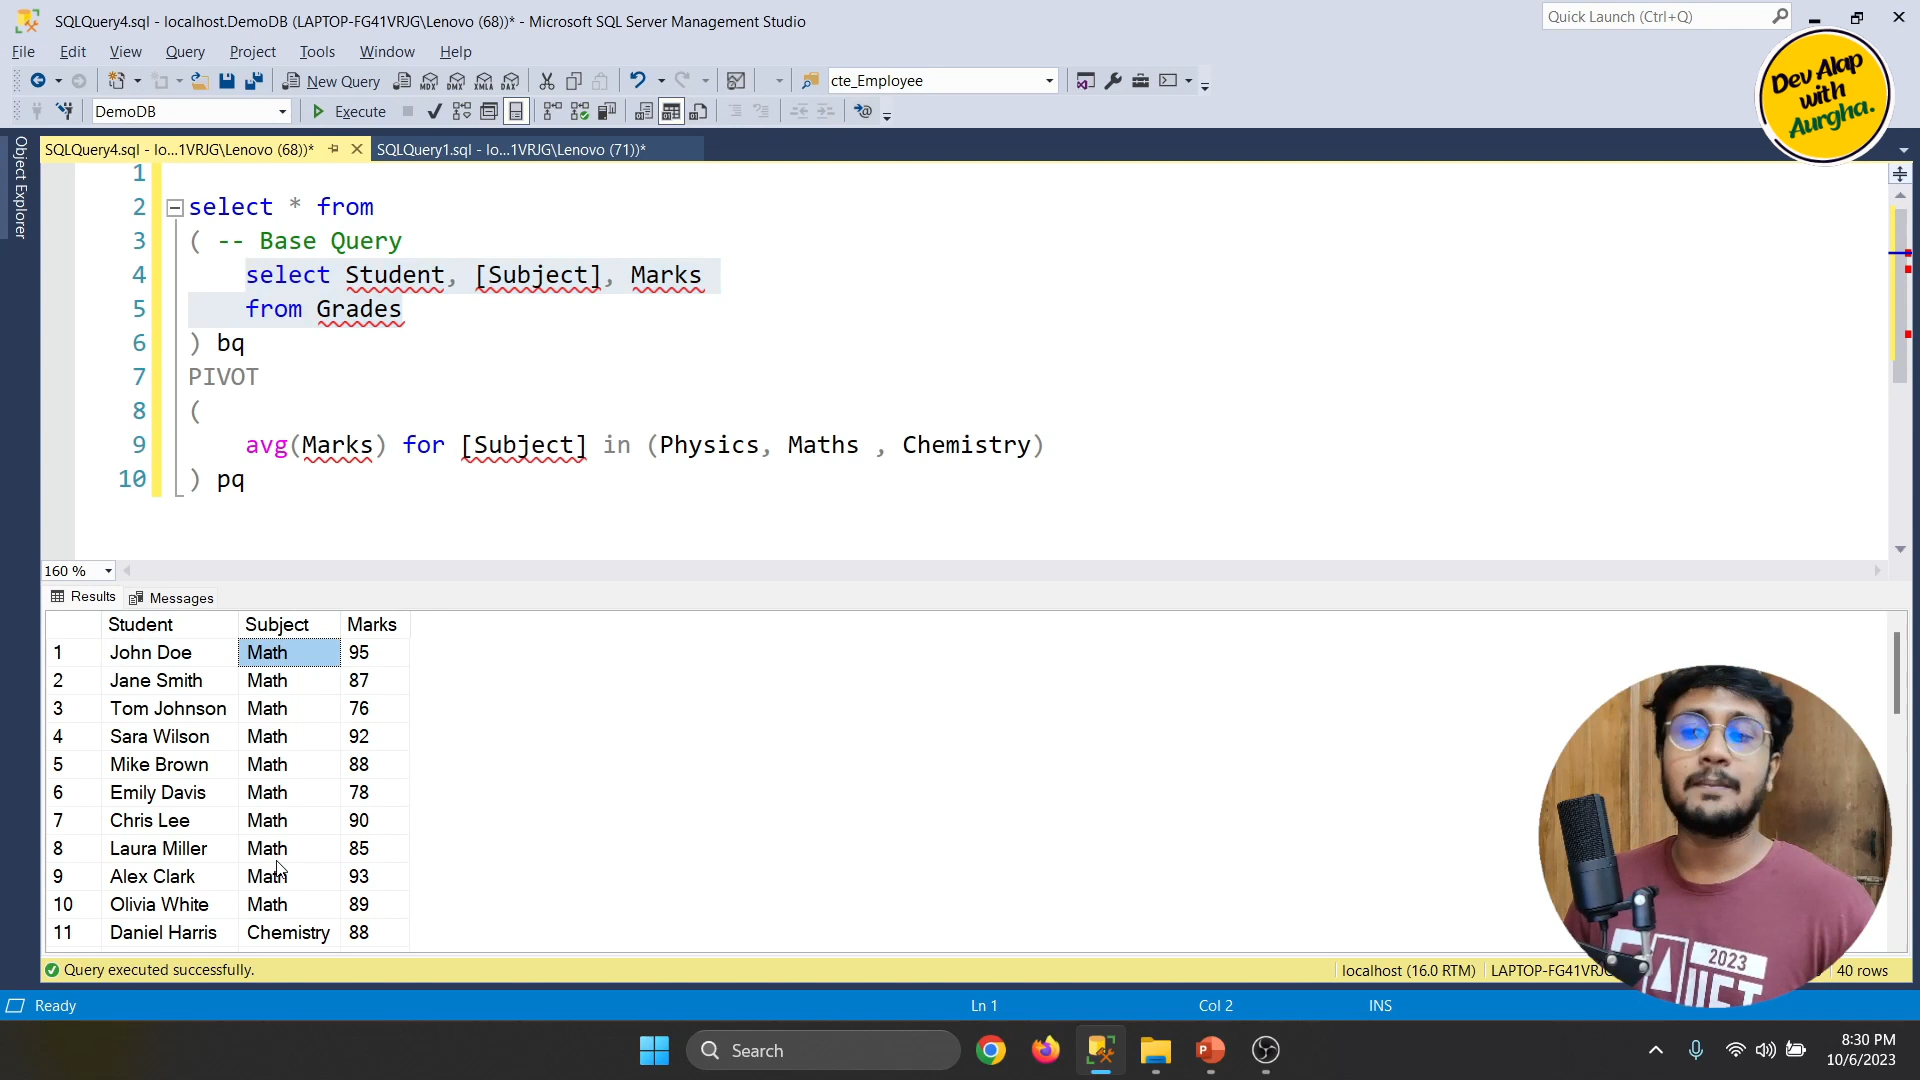 SQLQuery4.sql - localhost.DemoDB (LAPTOP-FG41VRJG\Lenovo (68))* - Microsoft SQL Server Management Studio
Quick Launch (Ctrl+Q)
File Edit View Query Project Tools Window Help
New Query
MDX DMX XMLA DAX
cte_Employee
DemoDB
Execute
Dev Alap
with
Aurgha.
SQLQuery4.sql - lo...1VRJG\Lenovo (68))*
SQLQuery1.sql - lo...1VRJG\Lenovo (71))*
Object Explorer
1
2 select * from
3 ( -- Base Query
4 select Student, [Subject], Marks
5 from Grades
6 ) bq
7 PIVOT
8 (
9 avg(Marks) for [Subject] in (Physics, Maths , Chemistry)
10 ) pq
160 %
Results Messages
Student Subject Marks
1 John Doe Math 95
2 Jane Smith Math 87
3 Tom Johnson Math 76
4 Sara Wilson Math 92
5 Mike Brown Math 88
6 Emily Davis Math 78
7 Chris Lee Math 90
8 Laura Miller Math 85
9 Alex Clark Math 93
10 Olivia White Math 89
11 Daniel Harris Chemistry 88
2023
Query executed successfully.
localhost (16.0 RTM)
40 rows
Ready
Ln 1
Col 2
INS
Search
8:30 PM
10/6/2023